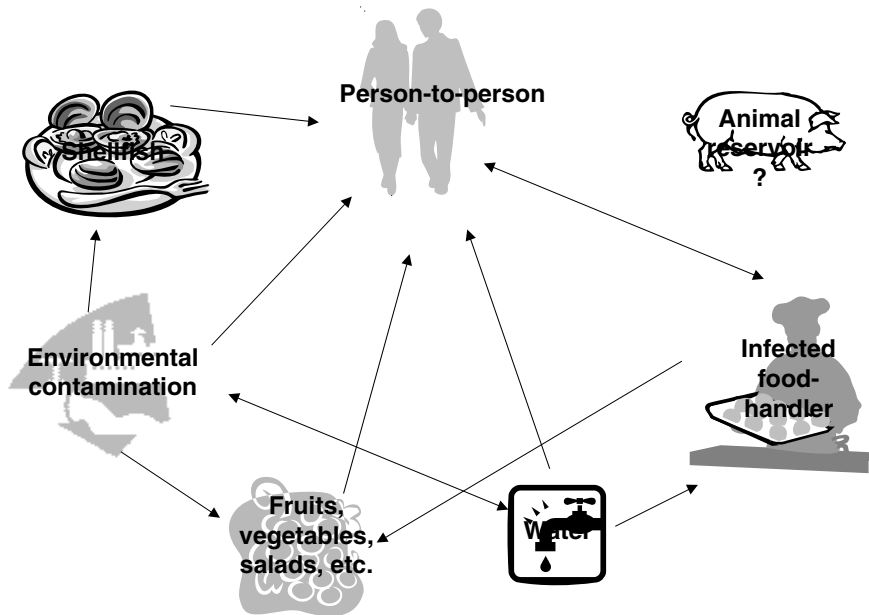 Person-to-person
Shellfish
Animal
reservoir
?
Environmental
contamination
Infected
food-
handler
Fruits,
vegetables,
salads, etc.
Water